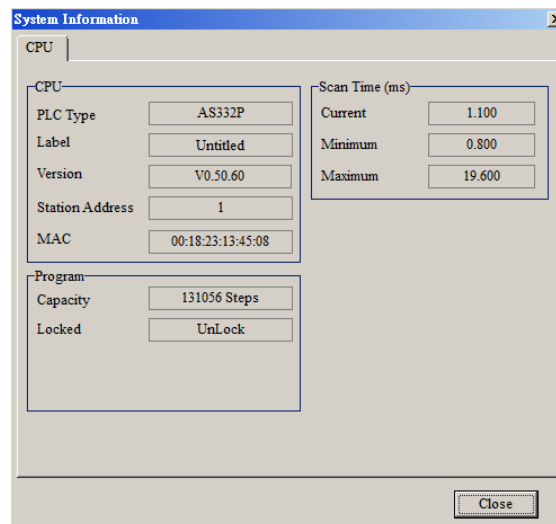 System Information
CPU
CPU
PLC Type AS332P
Label Untitled
Version V0.50.60
Station Address 1
MAC 00:18:23:13:45:08
Program
Capacity 131056 Steps
Locked UnLock
Scan Time (ms)
Current 1.100
Minimum 0.800
Maximum 19.600
Close